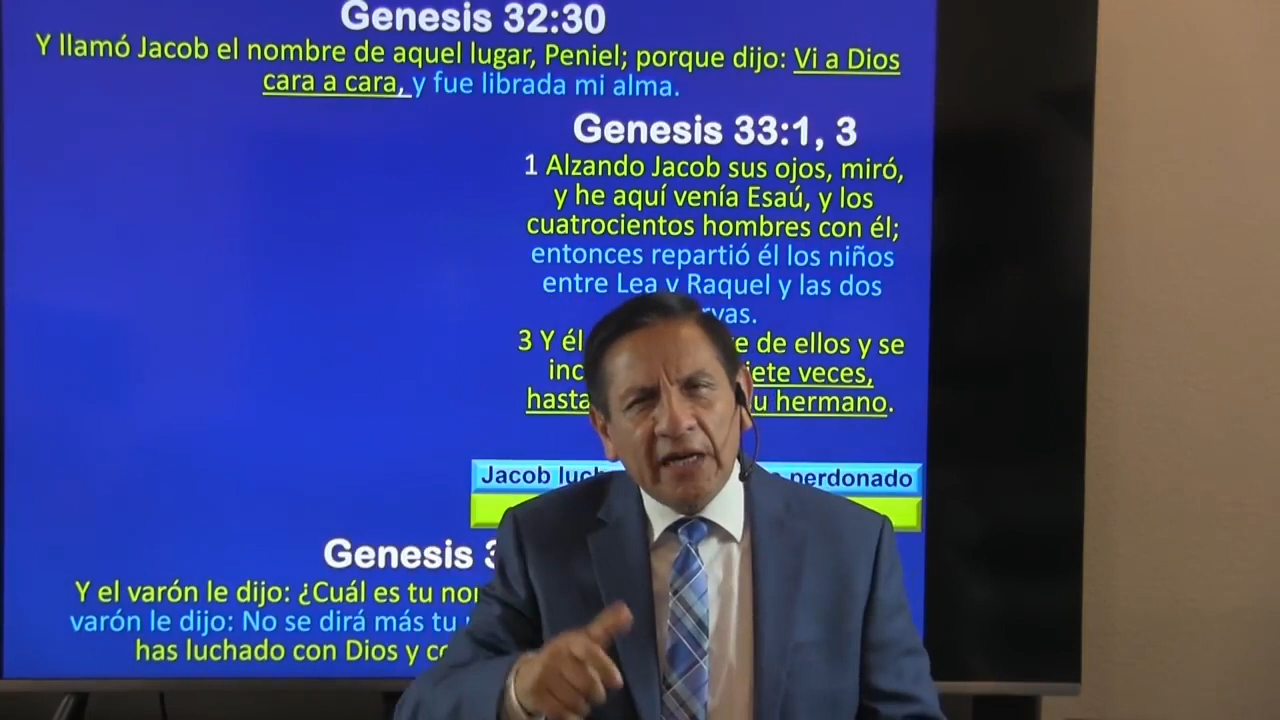 Genesis 32:30
Y llamó Jacob el nombre de aquel lugar, Peniel; porque dijo: Vi a Dios
cara a cara, y fue librada mi alma.
Genesis 33:1, 3
1 Alzando Jacob sus ojos, miró,
y he aquí venía Esaú, y los
cuatrocientos hombres con él;
entonces repartió él los niños
entre Lea y Raquel y las dos
rvas.
3 Y él e de ellos y se
inc iete veces,
hasta u hermano.
Jacob luc perdonado
Genesis 3
Y el varón le dijo: ¿Cuál es tu no
varón le dijo: No se dirá más tu
has luchado con Dios y co